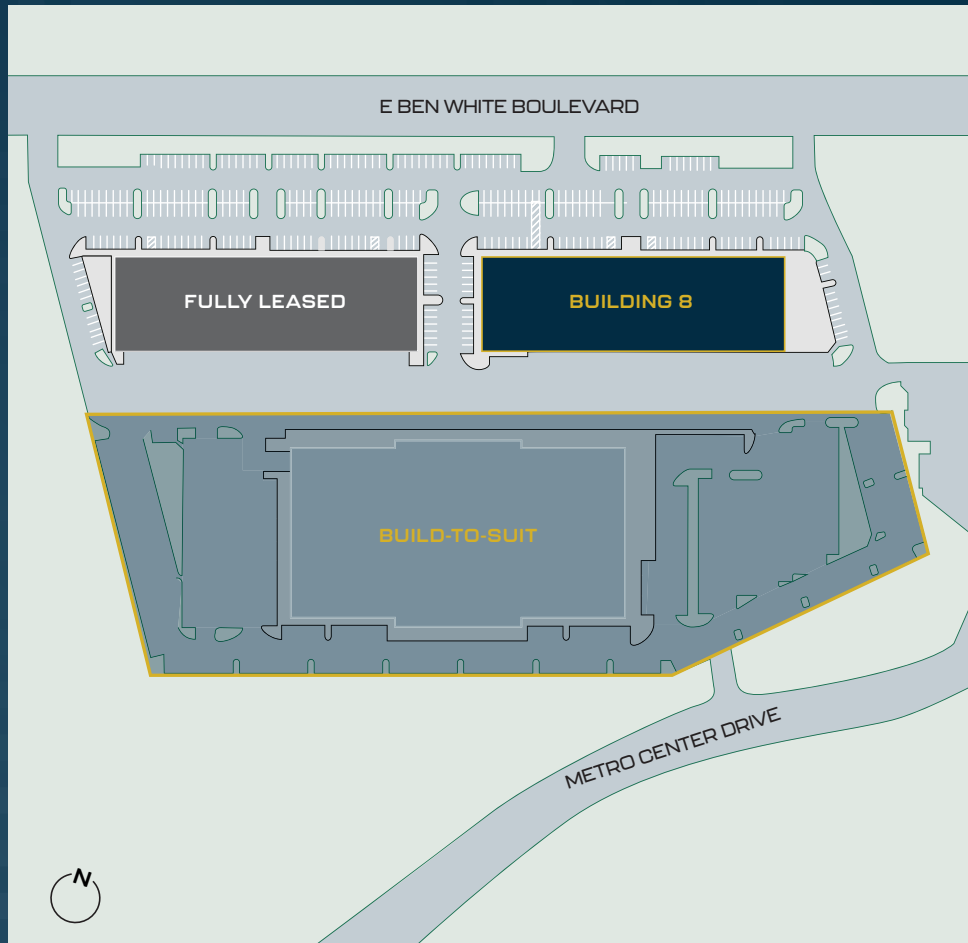 E BEN WHITE BOULEVARD
FULLY LEASED
BUILDING 8
BUILD-TO-SUIT
METRO CENTER DRIVE
N